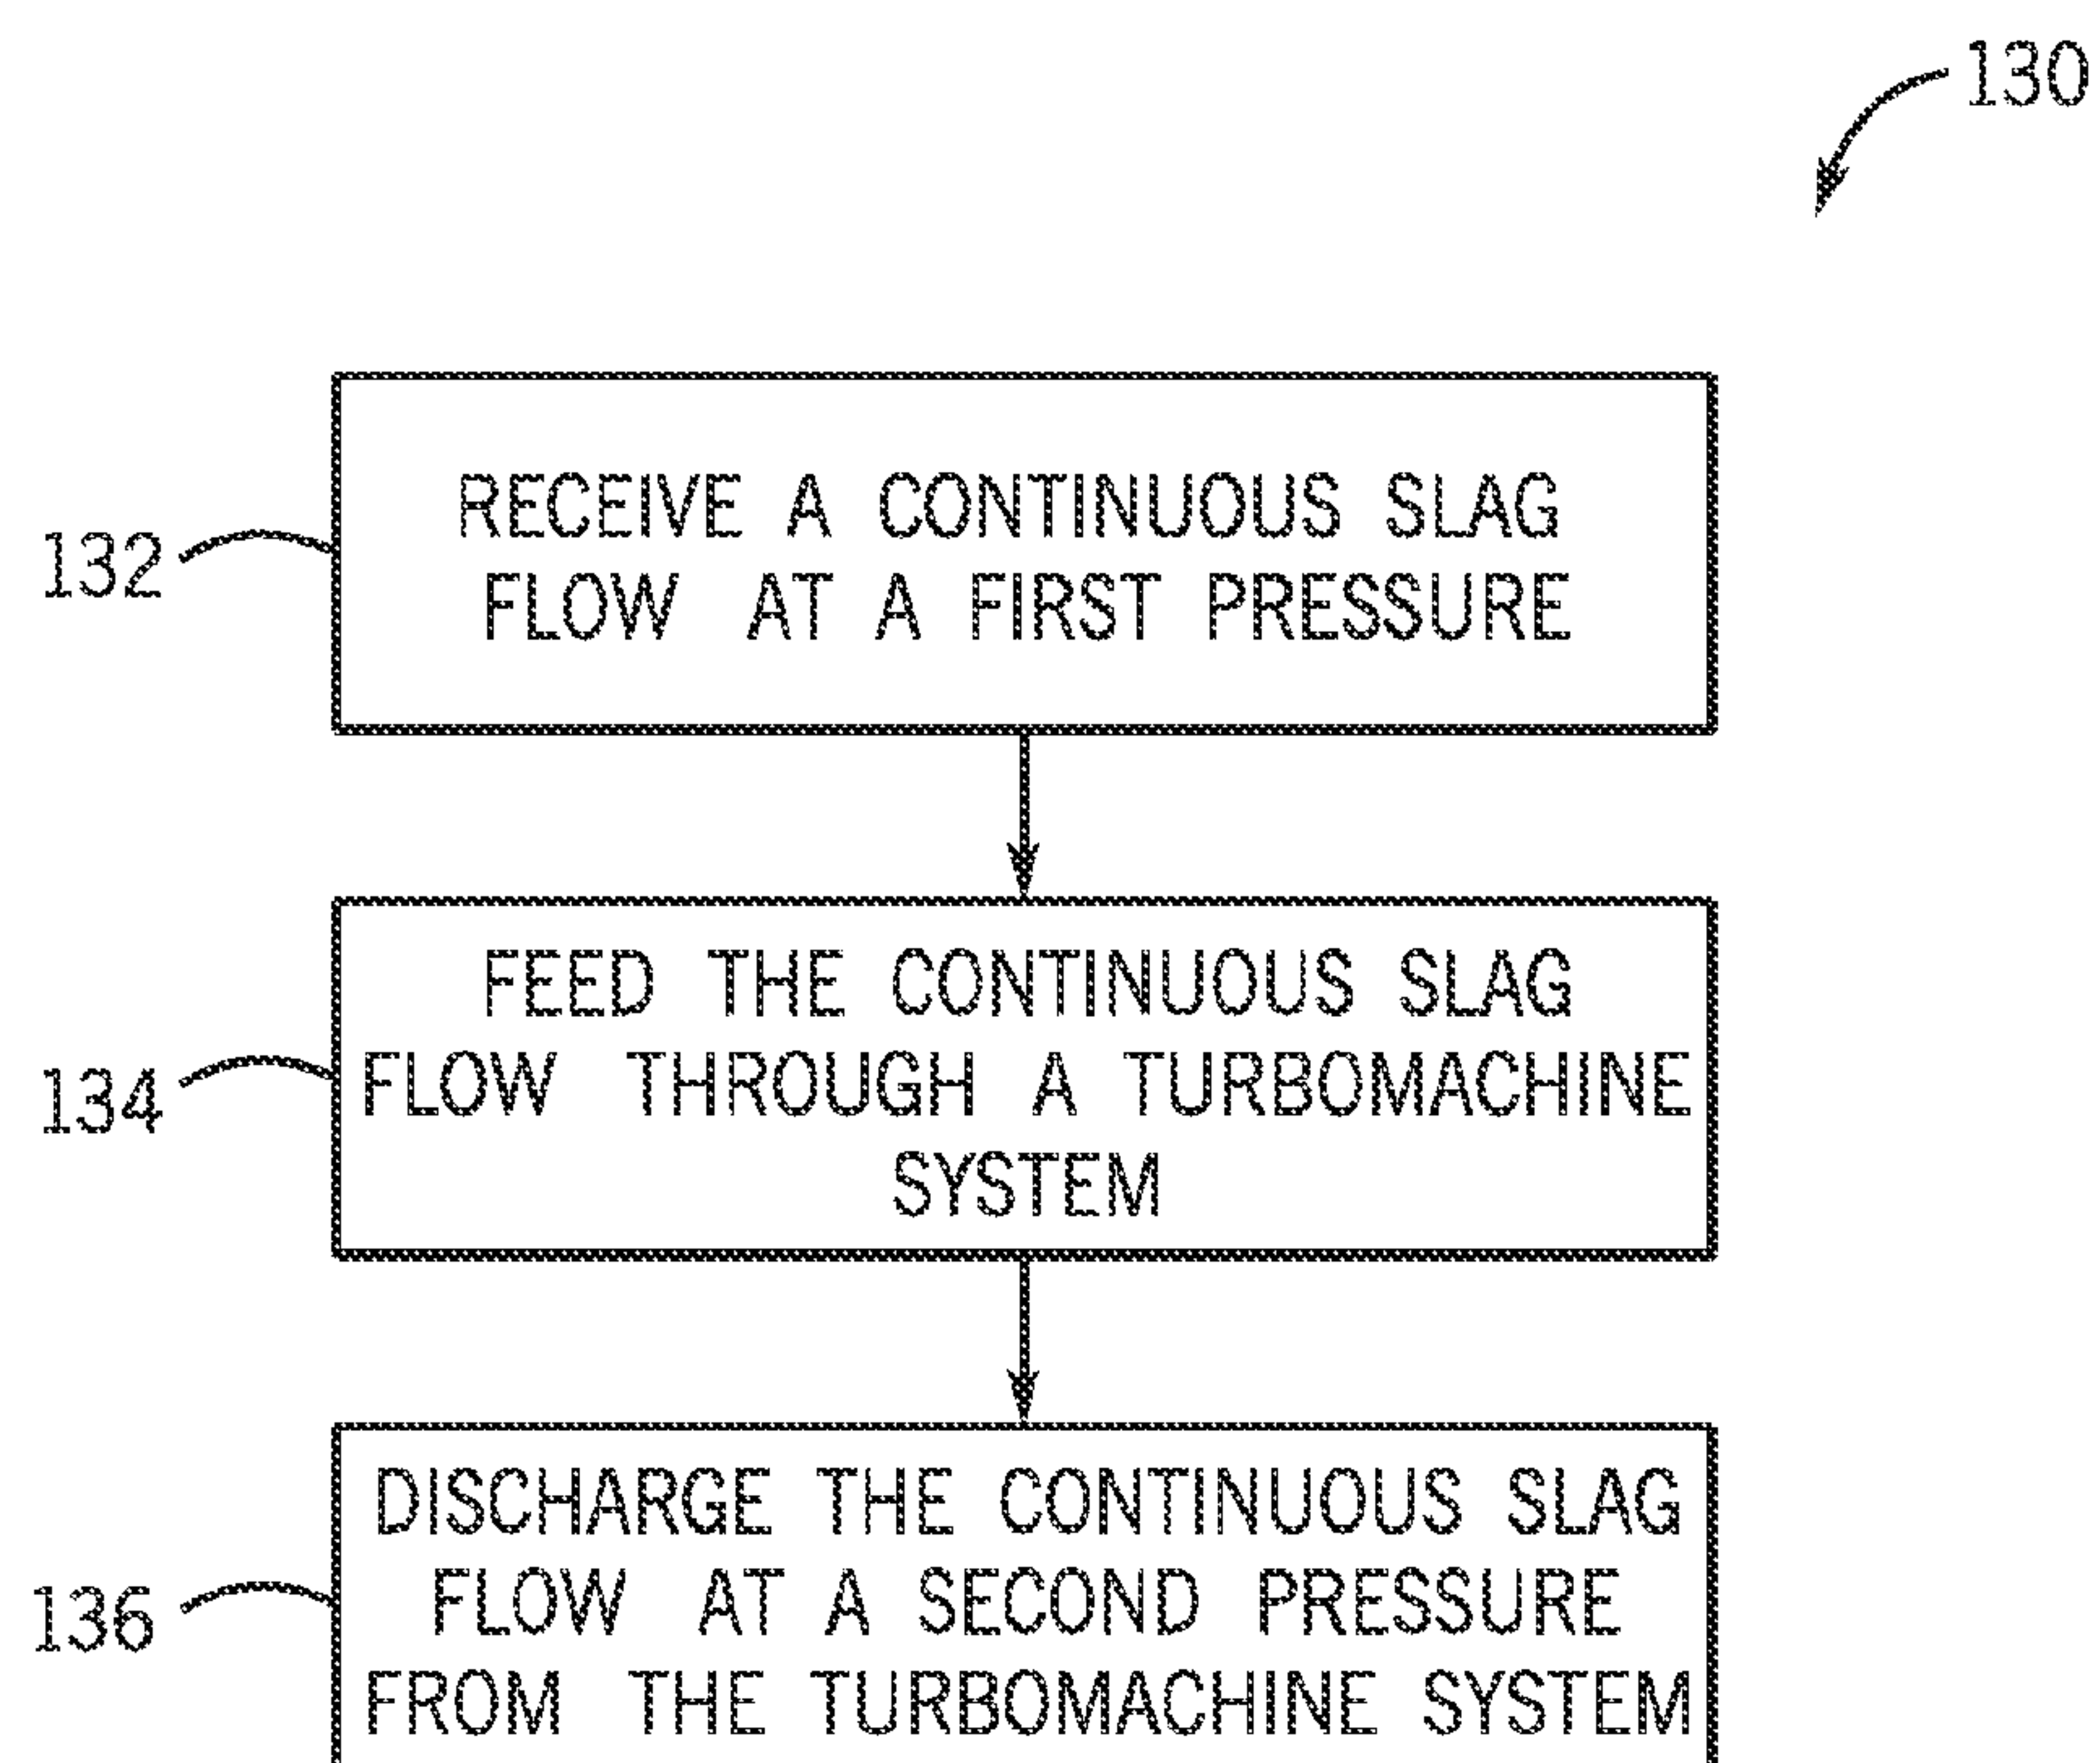 130
132
RECEIVE A CONTINUOUS SLAG
FLOW AT A FIRST PRESSURE
134
FEED THE CONTINUOUS SLAG
FLOW THROUGH A TURBOMACHINE
SYSTEM
136
DISCHARGE THE CONTINUOUS SLAG
FLOW AT A SECOND PRESSURE
FROM THE TURBOMACHINE SYSTEM